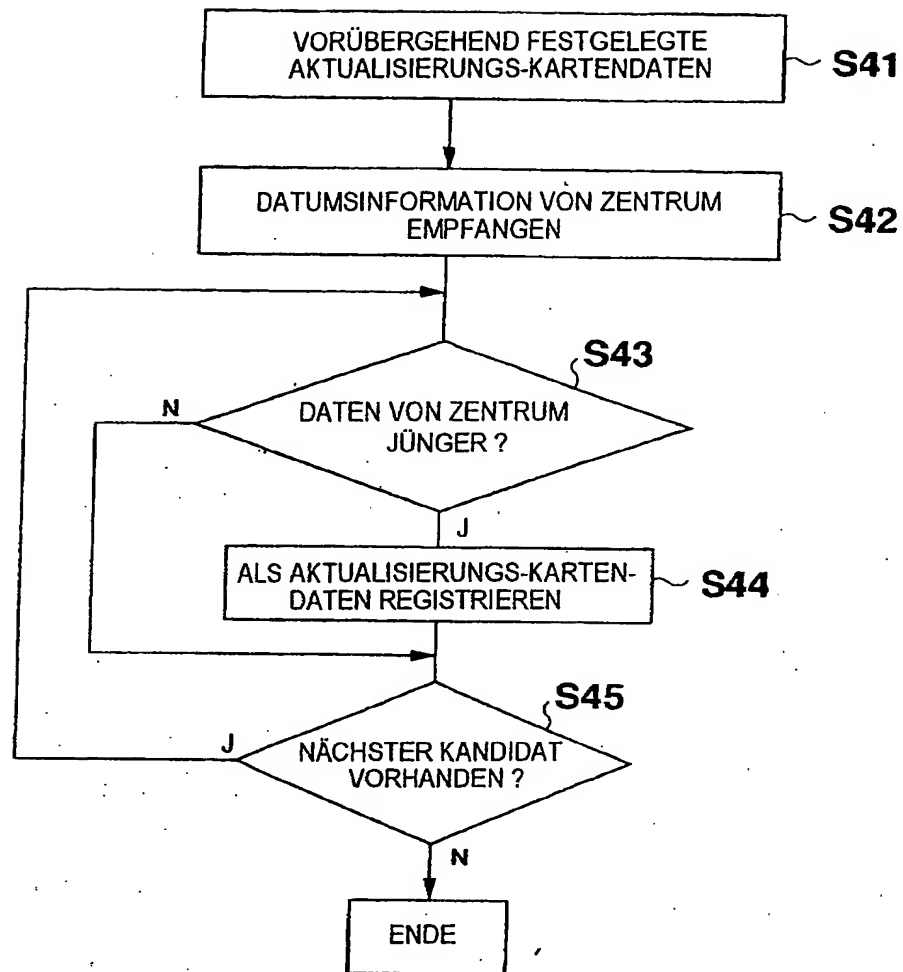 VORÜBERGEHEND FESTGELEGTE
AKTUALISIERUNGS-KARTENDATEN
S41
DATUMSINFORMATION VON ZENTRUM
EMPFANGEN
S42
S43
N
DATEN VON ZENTRUM
JÜNGER ?
J
ALS AKTUALISIERUNGS-KARTEN-
DATEN REGISTRIEREN
S44
S45
J
NÄCHSTER KANDIDAT
VORHANDEN ?
N
ENDE